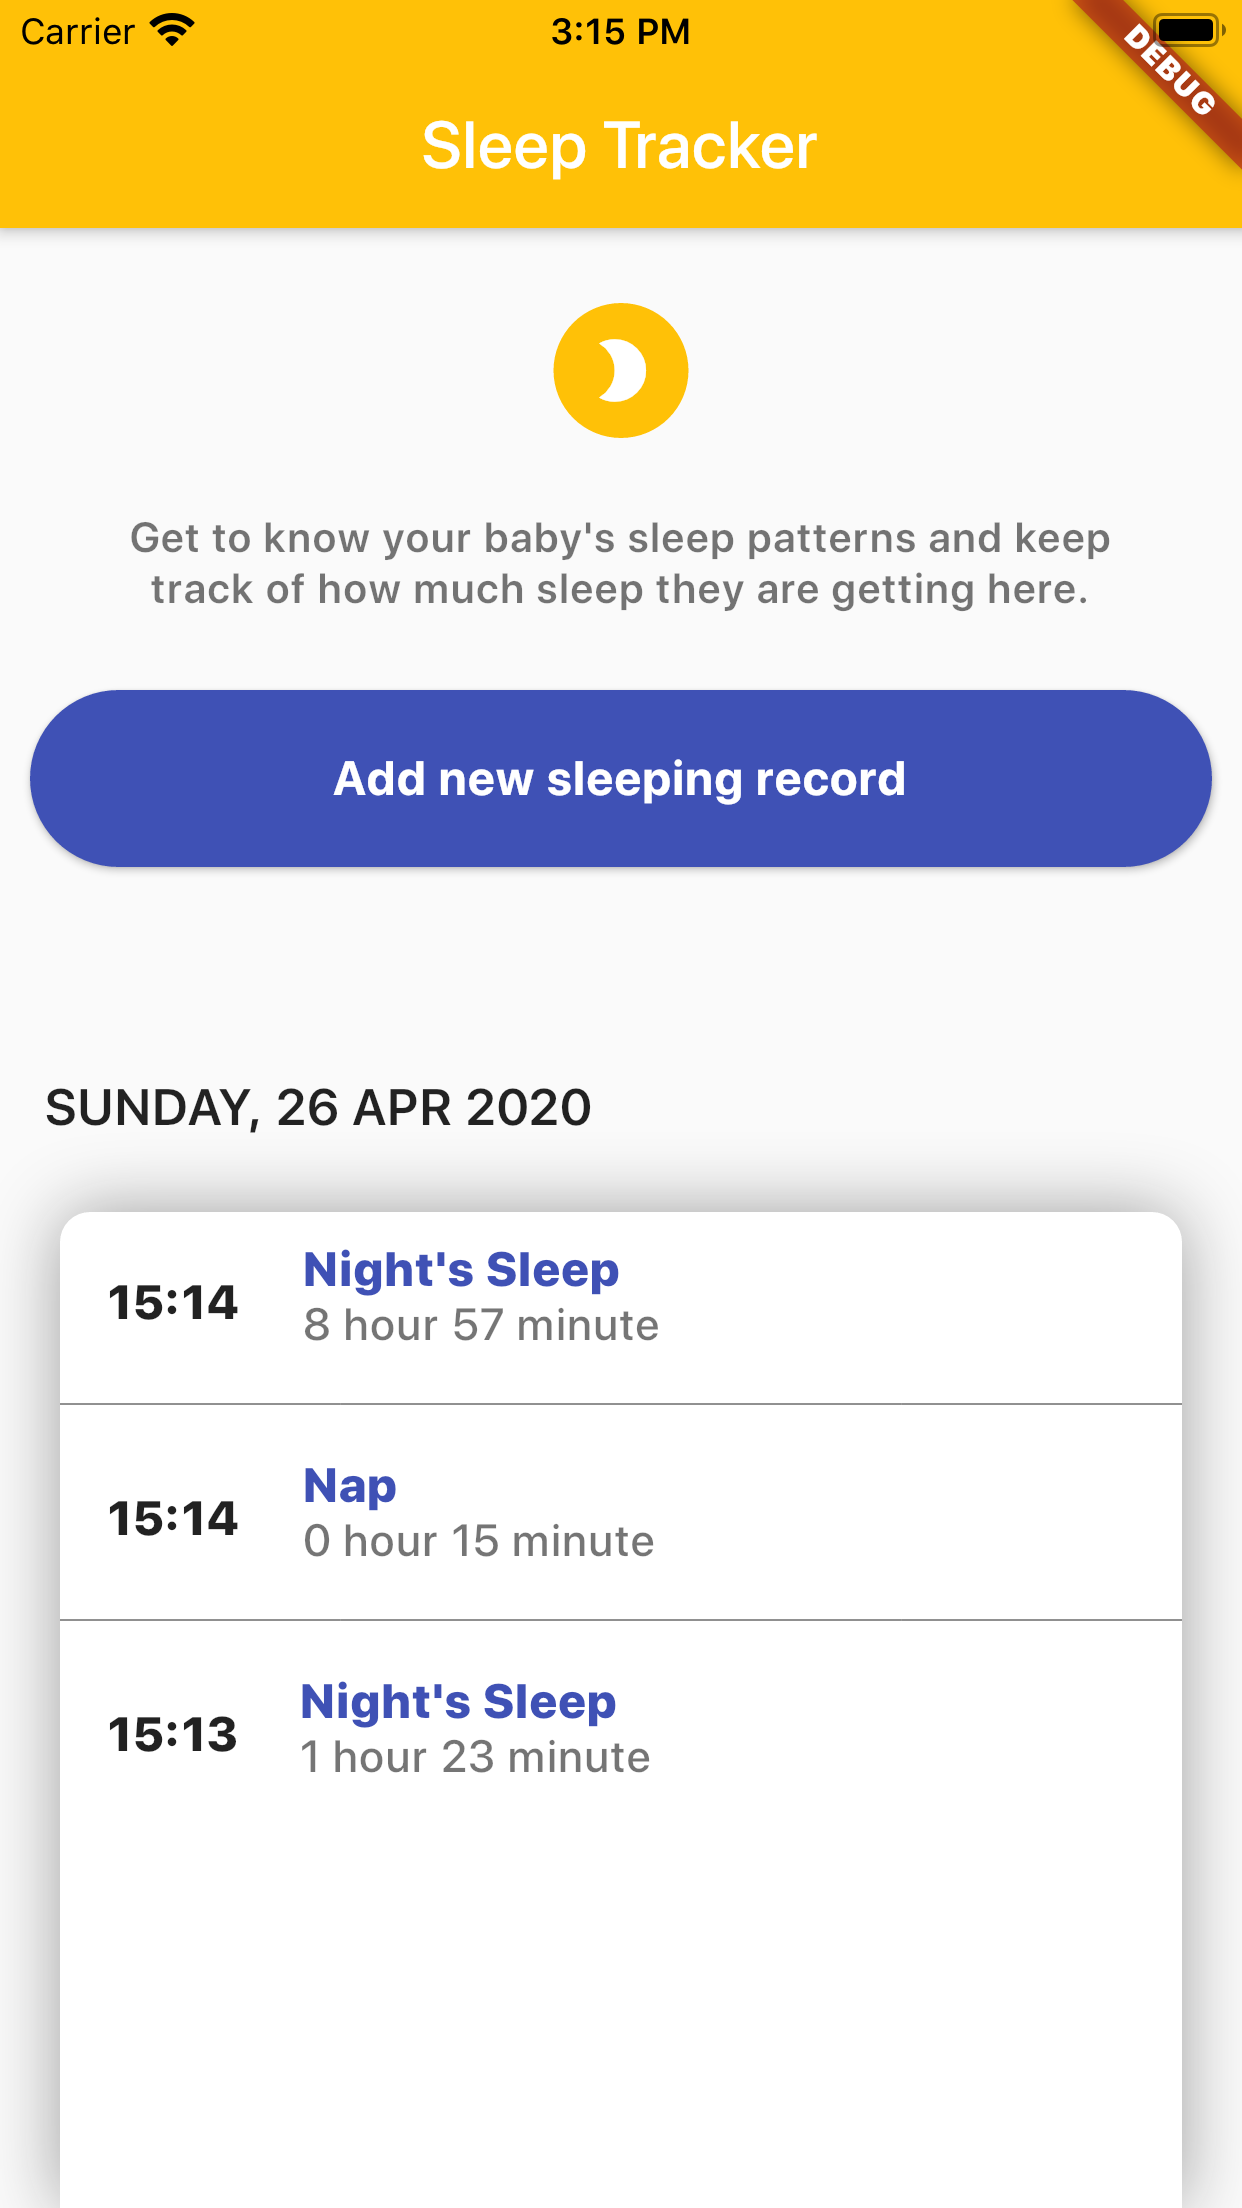 Carrier 3:15 PM
DEBUG
Sleep Tracker
Get to know your baby's sleep patterns and keep
track of how much sleep they are getting here.
Add new sleeping record
SUNDAY, 26 APR 2020
15:14 Night's Sleep
8 hour 57 minute
15:14 Nap
0 hour 15 minute
15:13 Night's Sleep
1 hour 23 minute